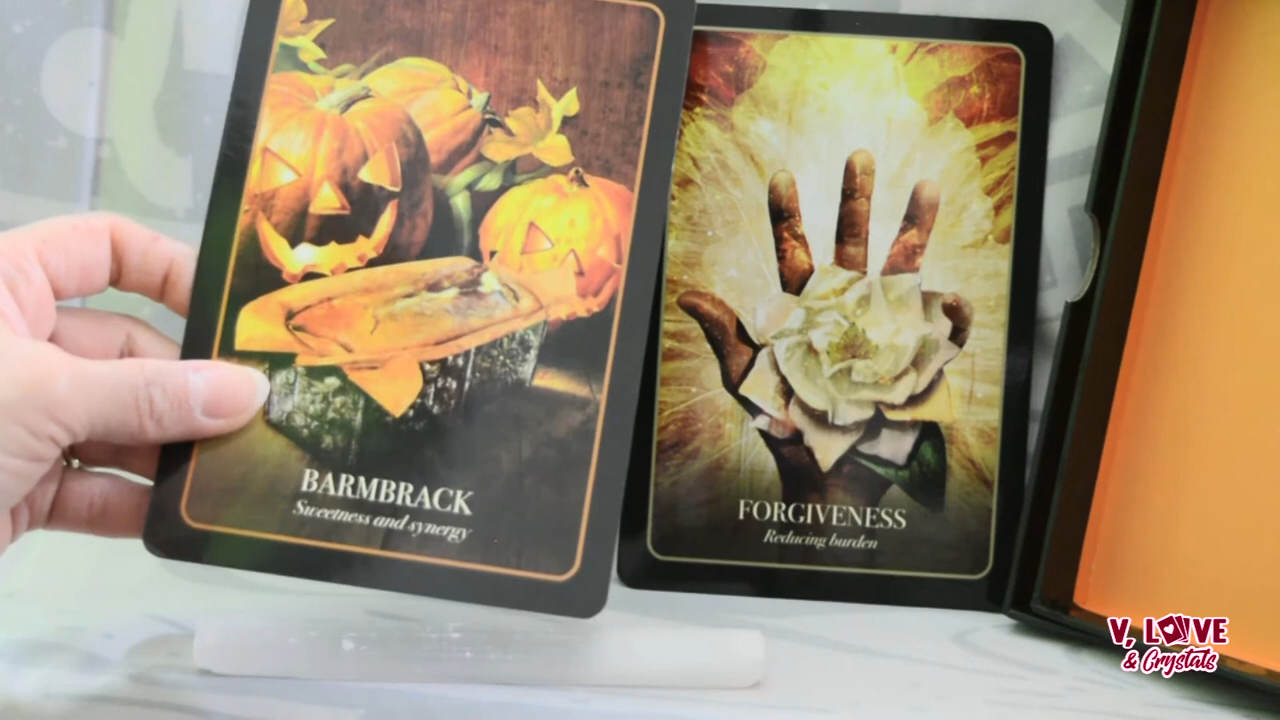 BARMBRACK
Sweetness and synergy
FORGIVENESS
Reducing burden
V, LOVE
& Crystals